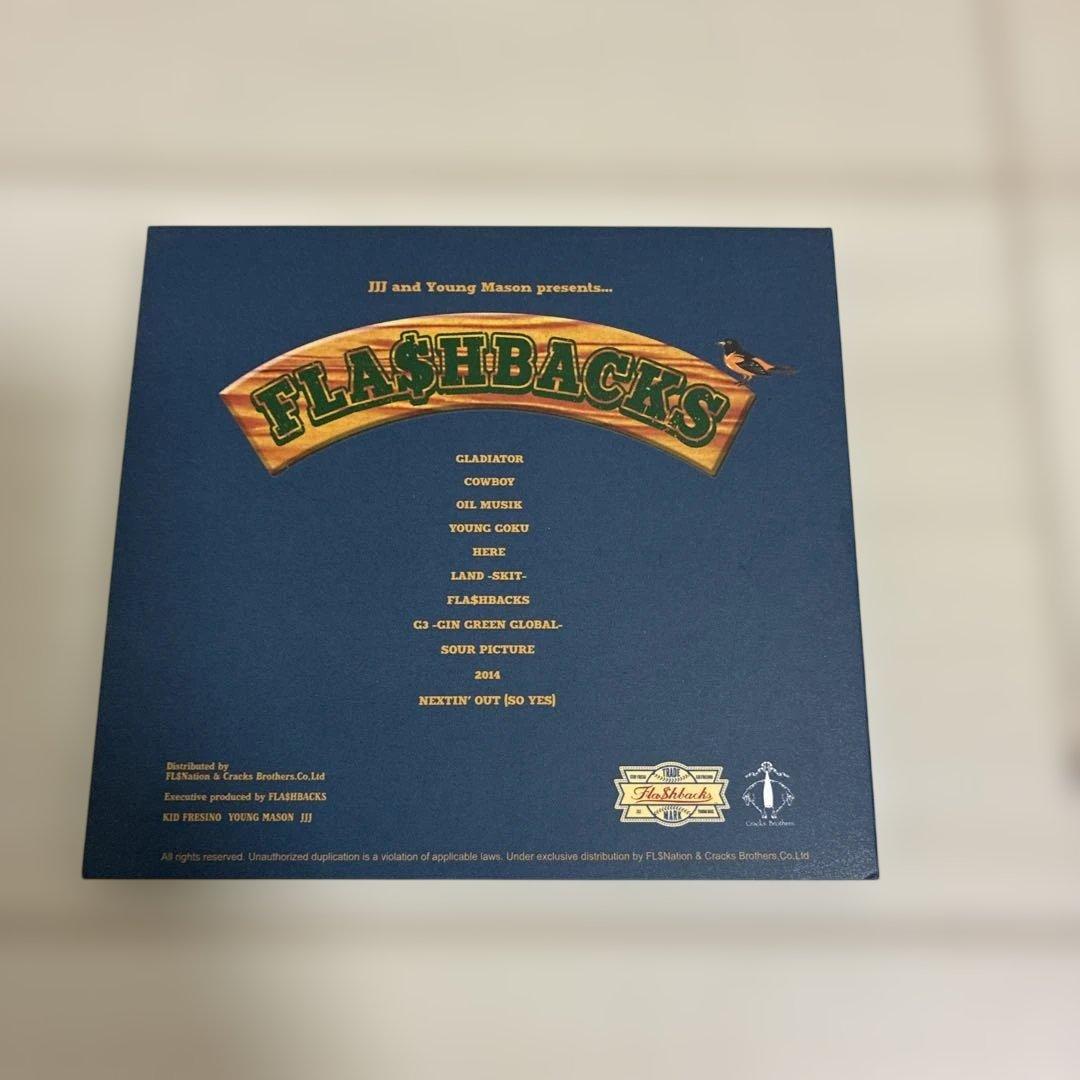 JJJ and Young Mason presents...
FLA$HBACKS
GLADIATOR
COWBOY
OIL MUSIK
YOUNG GOKU
HERE
LAND -SKIT-
FLA$HBACKS
G3 -GIN GREEN GLOBAL-
SOUR PICTURE
2014
NEXTIN' OUT (SO YES)
Distributed by
FL$Nation & Cracks Brothers.Co,Ltd
Executive produced by FLA$HBACKS
KID FRESINO YOUNG MASON JJJ
TRADE
Fla$hbacks
MARK
Cracks Brothers
All rights reserved. Unauthorized duplication is a violation of applicable laws. Under exclusive distribution by FL$Nation & Cracks Brothers,Co.Ltd